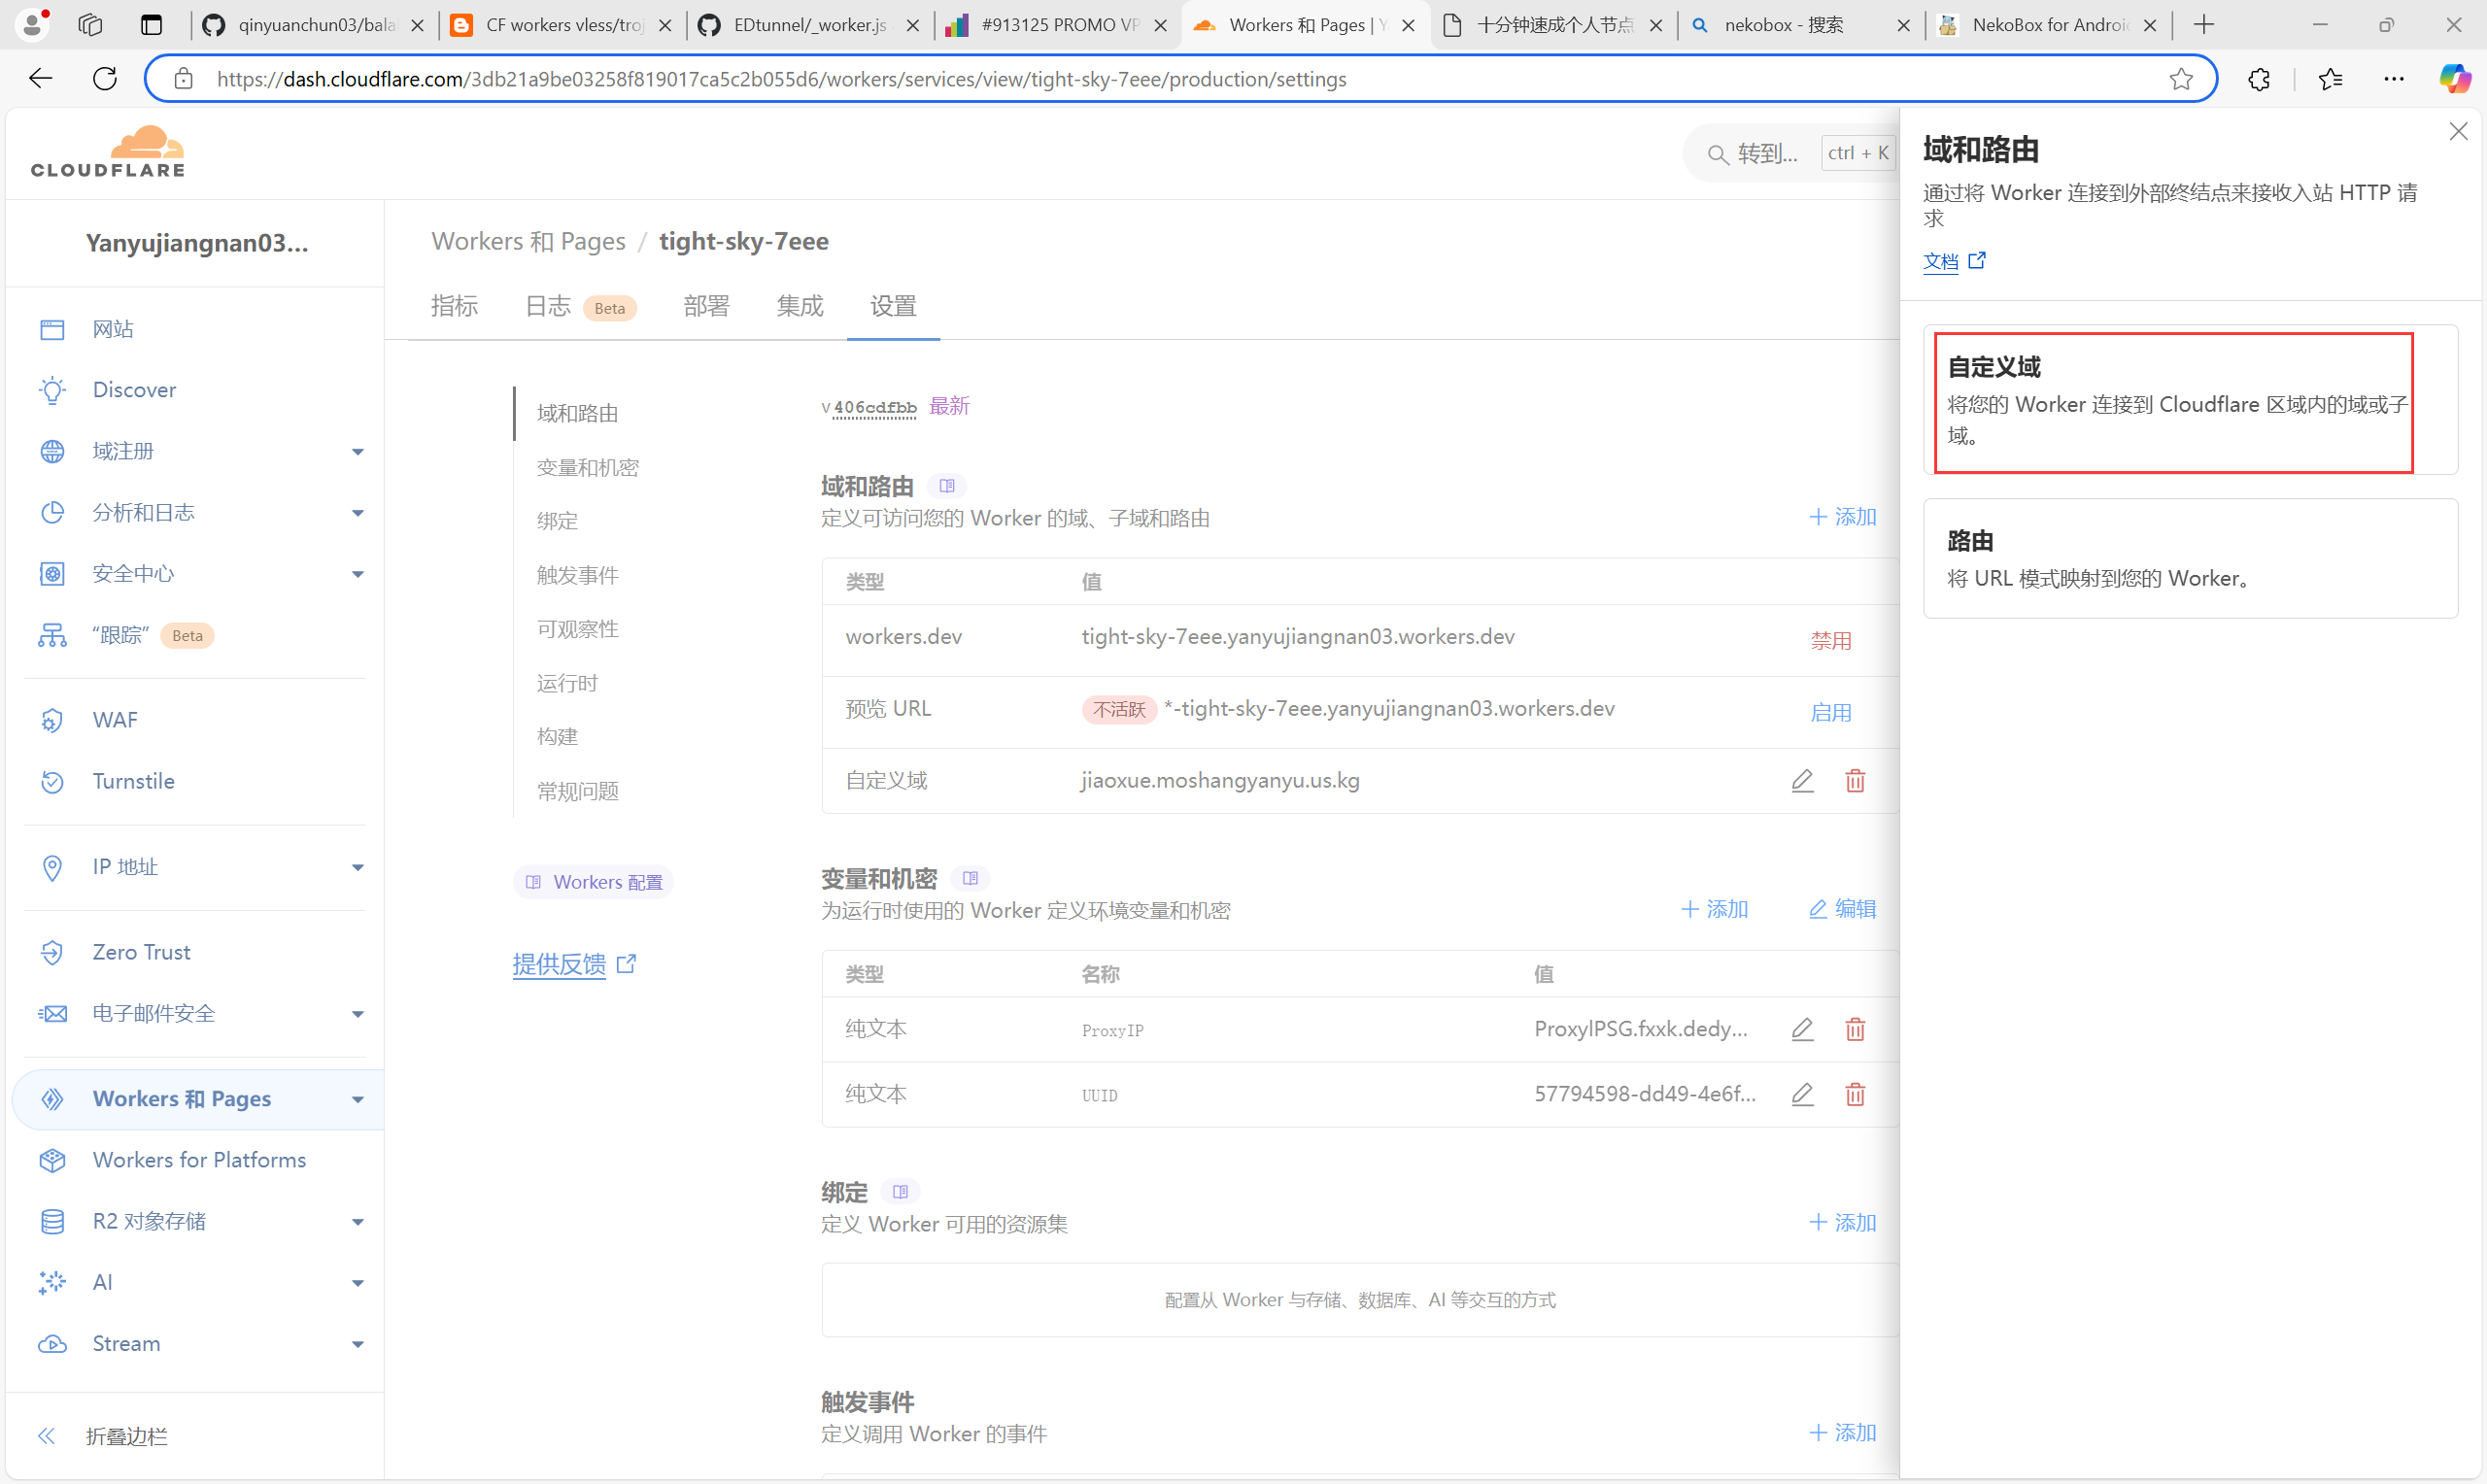 qinyuanchun03/bala
CF workers vless/troj
EDtunnel/_worker.js
#913125 PROMO VP
Workers 和 Pages | Y
十分钟速成个人节点
nekobox - 搜索
NekoBox for Androi
https://dash.cloudflare.com/3db21a9be03258f819017ca5c2b055d6/workers/services/view/tight-sky-7eee/production/settings
CLOUDFLARE
转到...
ctrl + K
Yanyujiangnan03...
网站
Discover
域注册
分析和日志
安全中心
“跟踪” Beta
WAF
Turnstile
IP 地址
Zero Trust
电子邮件安全
Workers 和 Pages
Workers for Platforms
R2 对象存储
AI
Stream
折叠边栏
Workers 和 Pages / tight-sky-7eee
指标
日志 Beta
部署
集成
设置
域和路由
变量和机密
绑定
触发事件
可观察性
运行时
构建
常规问题
Workers 配置
提供反馈
v 406cdfbb 最新
域和路由
定义可访问您的 Worker 的域、子域和路由
添加
类型 值
workers.dev tight-sky-7eee.yanyujiangnan03.workers.dev 禁用
预览 URL 不活跃 *-tight-sky-7eee.yanyujiangnan03.workers.dev 启用
自定义域 jiaoxue.moshangyanyu.us.kg
变量和机密
为运行时使用的 Worker 定义环境变量和机密
添加 编辑
类型 名称 值
纯文本 ProxyIP ProxyIPSG.fxxk.dedy...
纯文本 UUID 57794598-dd49-4e6f...
绑定
定义 Worker 可用的资源集
添加
配置从 Worker 与存储、数据库、AI 等交互的方式
触发事件
定义调用 Worker 的事件
添加
域和路由
通过将 Worker 连接到外部终结点来接收入站 HTTP 请
求
文档
自定义域
将您的 Worker 连接到 Cloudflare 区域内的域或子
域。
路由
将 URL 模式映射到您的 Worker。